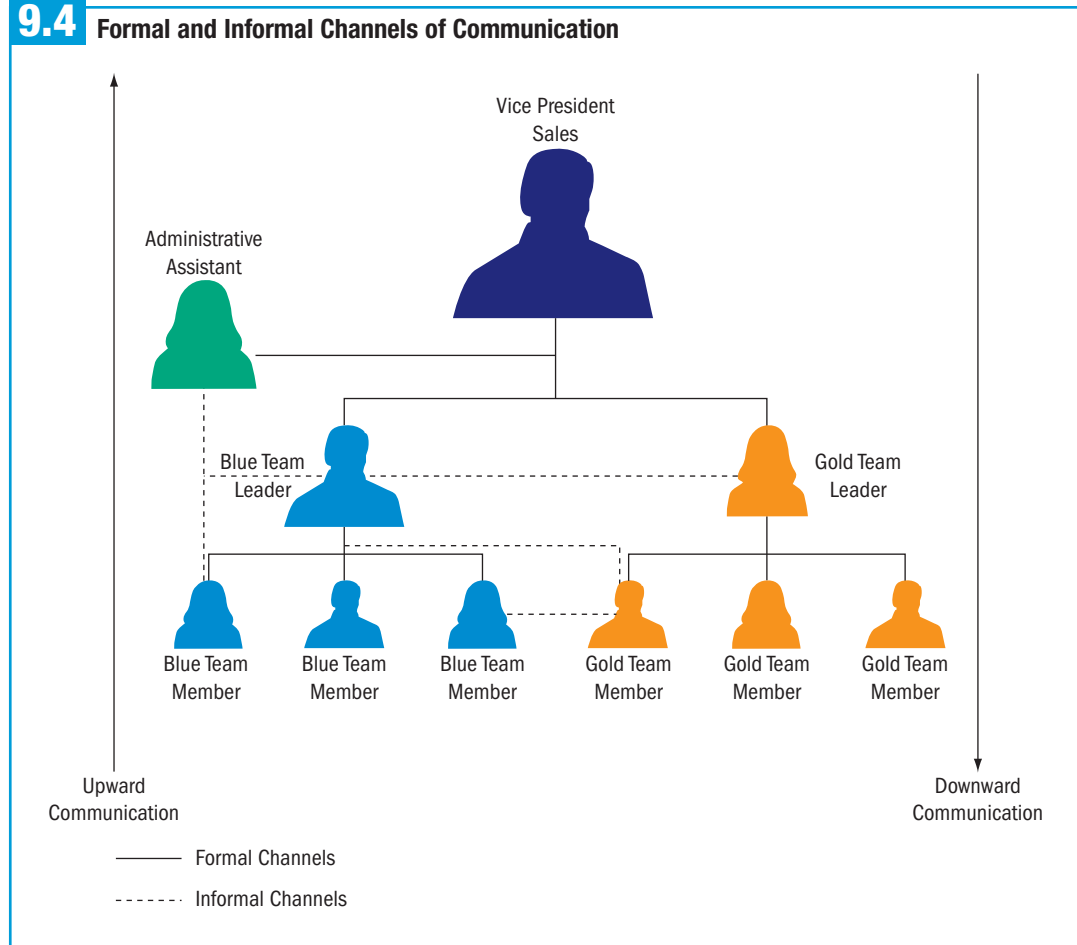 9.4 Formal and Informal Channels of Communication
Vice President
Sales
Administrative
Assistant
Blue Team
Leader
Gold Team
Leader
Blue Team
Member
Blue Team
Member
Blue Team
Member
Gold Team
Member
Gold Team
Member
Gold Team
Member
Upward
Communication
Downward
Communication
Formal Channels
Informal Channels